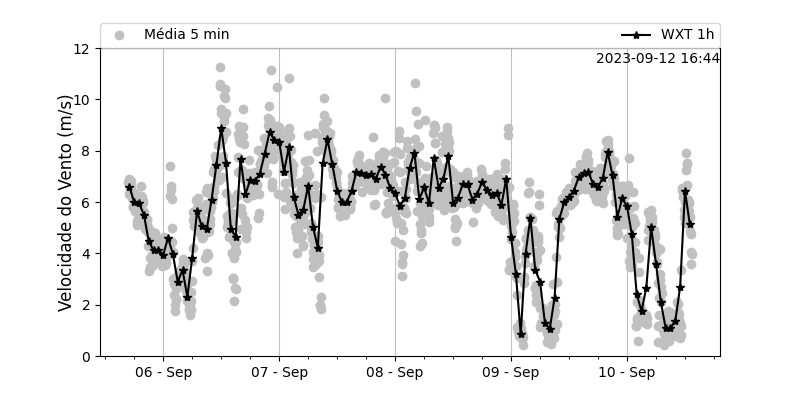 Média 5 min WXT 1h
2023-09-12 16:44
Velocidade do Vento (m/s)
12
10
8
6
4
2
0
06 - Sep 07 - Sep 08 - Sep 09 - Sep 10 - Sep